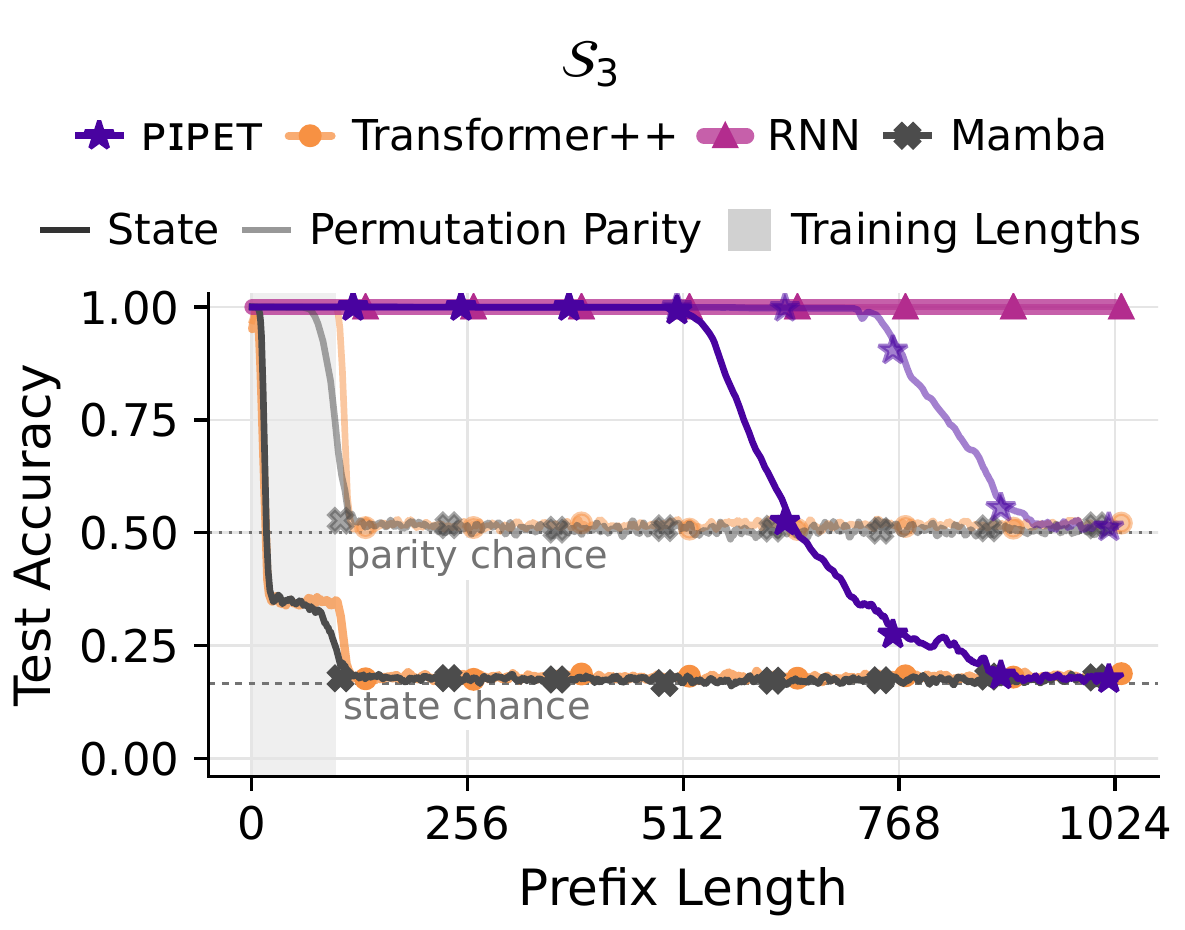 𝒮₃
PIPET Transformer++ RNN Mamba
State Permutation Parity Training Lengths
Test Accuracy
1.00
0.75
0.50
0.25
0.00
parity chance
state chance
0 256 512 768 1024
Prefix Length